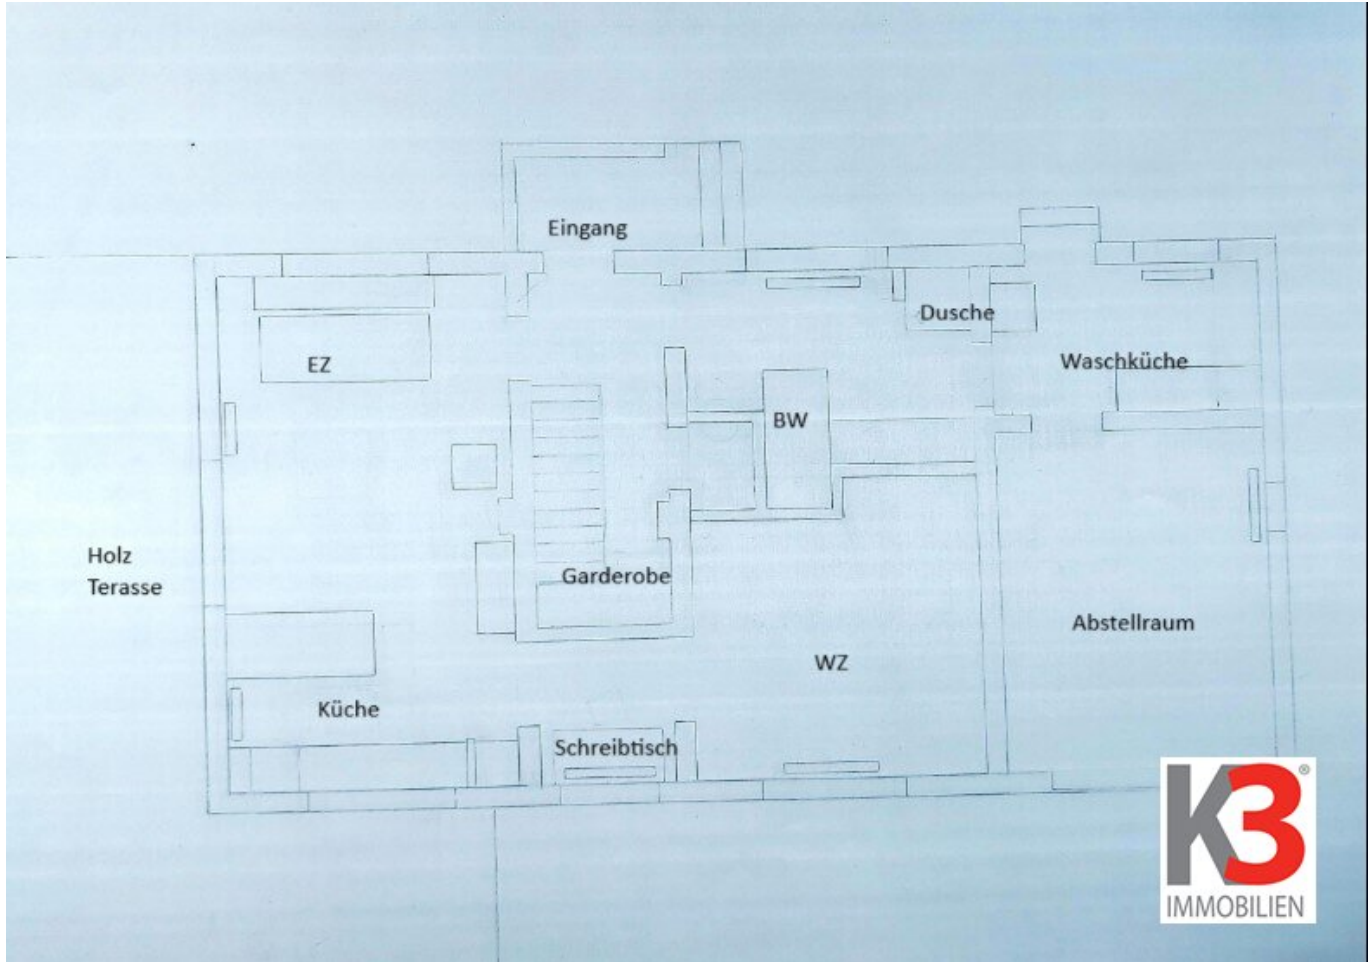 Eingang
Dusche
EZ
Waschküche
BW
Holz
Terasse
Garderobe
Abstellraum
WZ
Küche
Schreibtisch
K3®
IMMOBILIEN